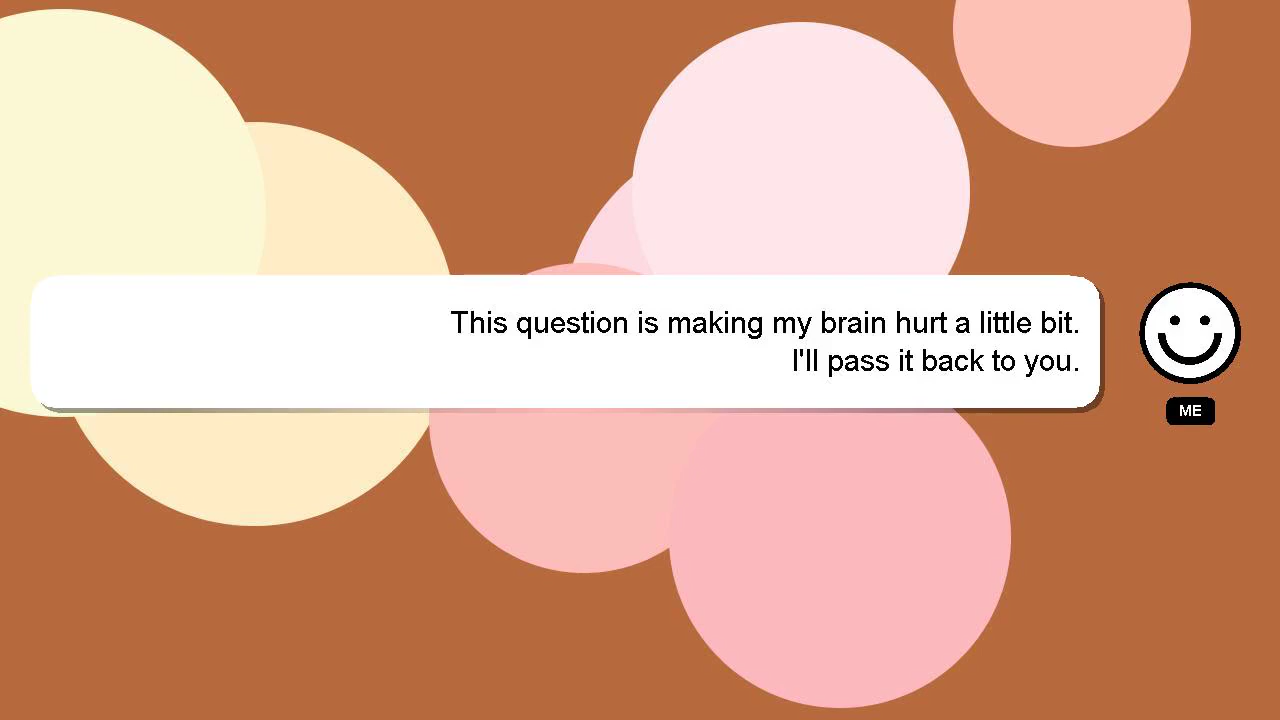 This question is making my brain hurt a little bit.
I'll pass it back to you.
ME